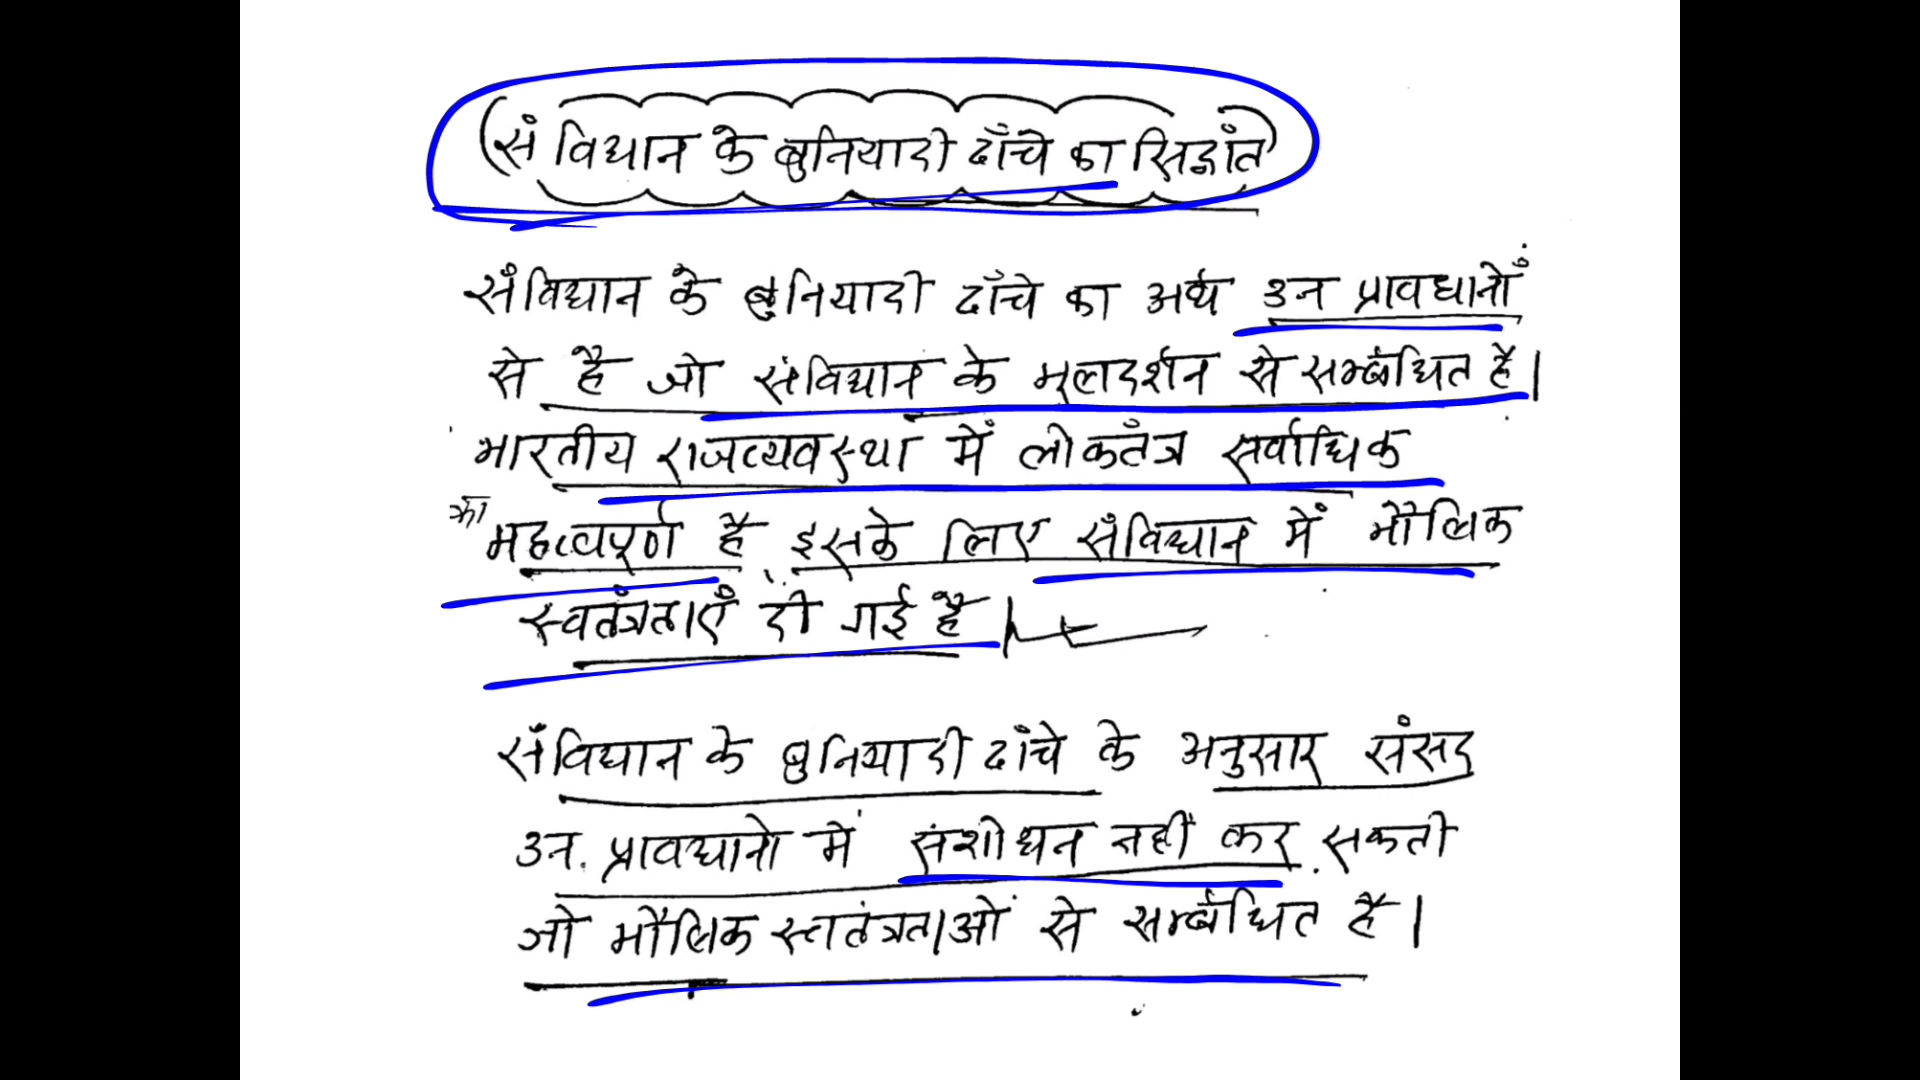 (संविधान के बुनियादी ढाँचे का सिद्धांत)
संविधान के बुनियादी ढाँचे का अर्थ उन प्रावधानों
से है जो संविधान के मूलदर्शन से सम्बंधित है।
भारतीय राजव्यवस्था में लोकतंत्र सर्वाधिक
महत्वपूर्ण है इसके लिए संविधान में मौलिक
स्वतंत्रताएँ दी गई है।
संविधान के बुनियादी ढांचे के अनुसार संसद
उन प्रावधानो में संशोधन नहीं कर सकती
जो मौलिक स्वतंत्रताओं से सम्बंधित है।